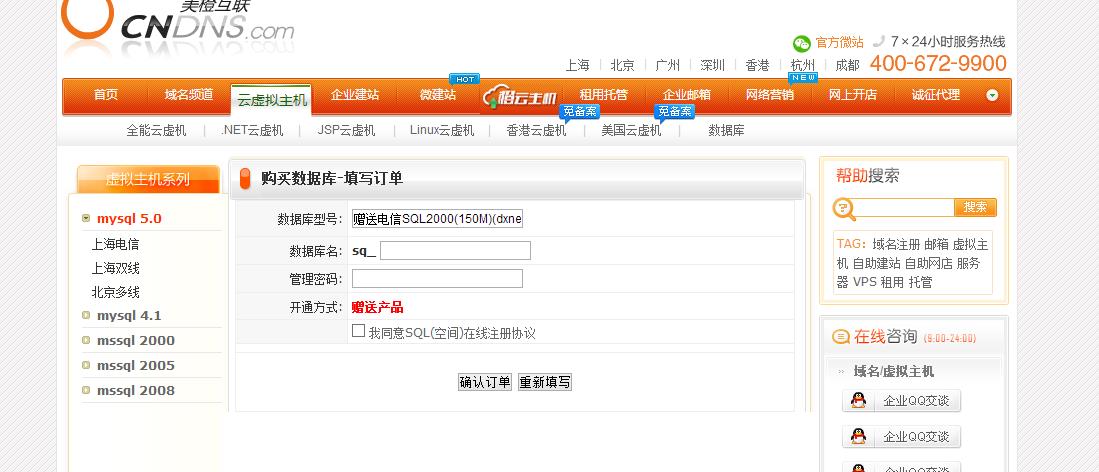 美橙互联
CNDNS.com
官方微站 7×24小时服务热线
上海 北京 广州 深圳 香港 杭州 成都 400-672-9900
HOT NEW
首页 域名频道 云虚拟主机 企业建站 微建站 酷云主机 租用托管 企业邮箱 网络营销 网上开店 诚征代理
免备案 免备案
全能云虚机 .NET云虚机 JSP云虚机 Linux云虚机 香港云虚机 美国云虚机 数据库
虚拟主机系列
mysql 5.0
上海电信
上海双线
北京多线
mysql 4.1
mssql 2000
mssql 2005
mssql 2008
购买数据库-填写订单
数据库型号： 赠送电信SQL2000(150M)(dxne
数据库名： sq_
管理密码：
开通方式： 赠送产品
我同意SQL(空间)在线注册协议
确认订单 重新填写
帮助搜索
搜索
TAG：域名注册 邮箱 虚拟主
机 自助建站 自助网店 服务
器 VPS 租用 托管
在线咨询 (9:00-24:00)
域名/虚拟主机
企业QQ交谈
企业QQ交谈